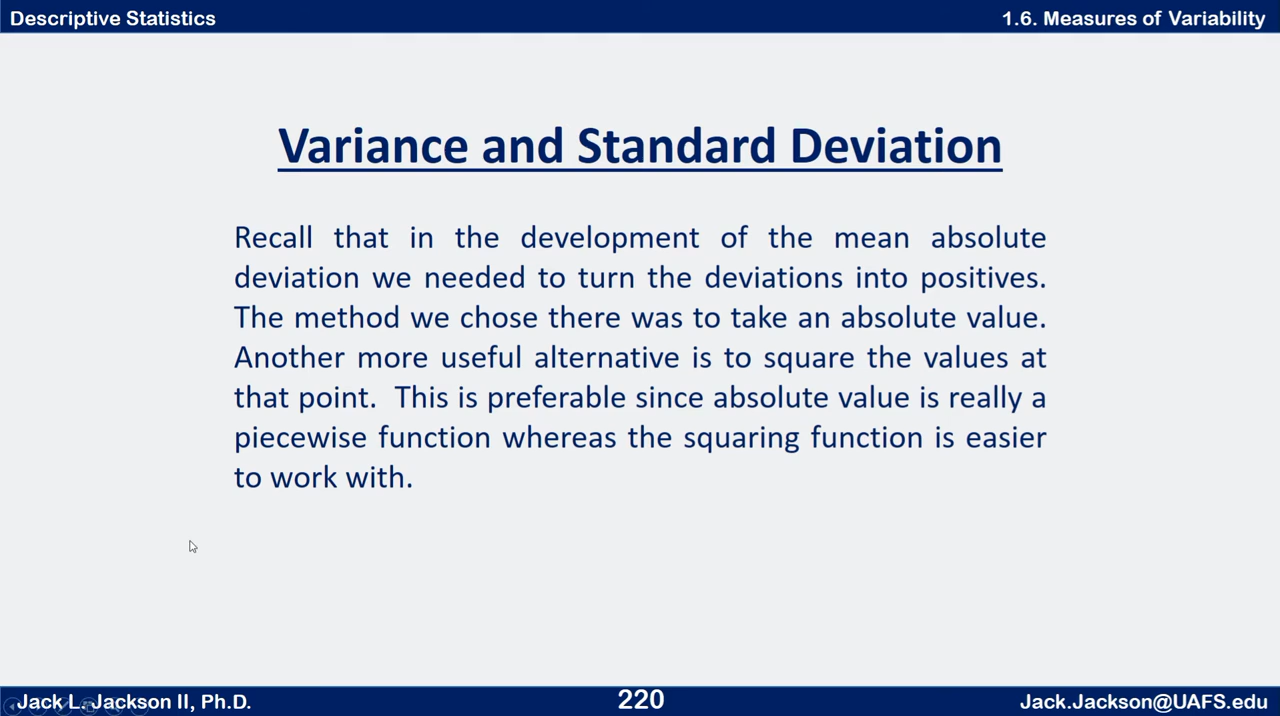 Descriptive Statistics
1.6. Measures of Variability
Variance and Standard Deviation
Recall that in the development of the mean absolute
deviation we needed to turn the deviations into positives.
The method we chose there was to take an absolute value.
Another more useful alternative is to square the values at
that point.  This is preferable since absolute value is really a
piecewise function whereas the squaring function is easier
to work with.
Jack L. Jackson II, Ph.D.
220
Jack.Jackson@UAFS.edu